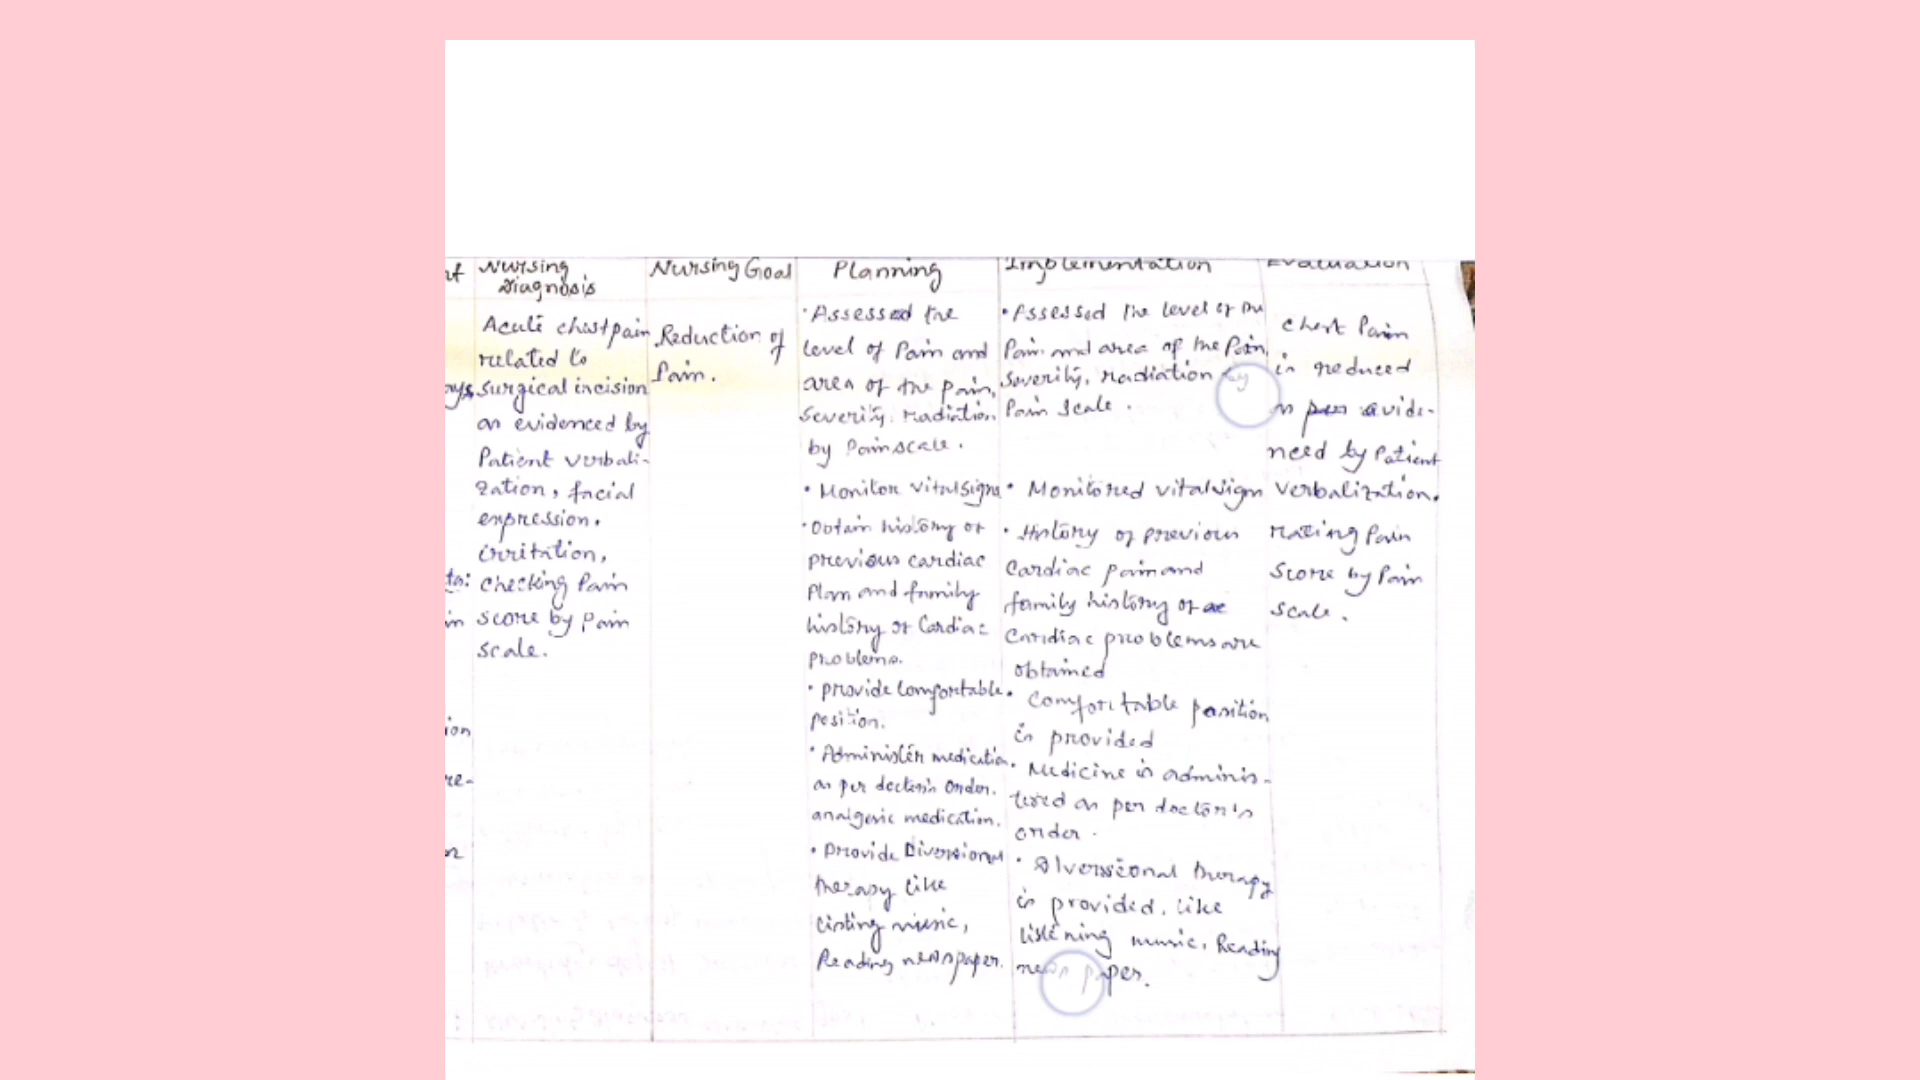 Nursing
Diagnosis
Acute chest pain
related to
surgical incision
as evidenced by
Patient verbali-
zation, facial
expression.
irritation,
checking Pain
score by Pain
scale.
Nursing Goal
Reduction of
Pain.
Planning
· Assessed the
level of Pain and
area of the pain,
severity. radiation
by Pain scale.
· Monitor vital signs
· Obtain history of
previous cardiac
Plan and family
history of Cardiac
problems.
· provide comfortable
position.
· Administer medication
as per doctor's order.
analgesic medication.
· Provide Diversional
therapy like
listing music,
Reading newspaper.
Implementation
· Assessed the level of the
Pain and area of the Pain,
severity, radiation by
Pain Scale.
· Monitored vital sign
· History of previous
Cardiac pain and
family history of
Cardiac problems are
obtained
· Comfortable position
is provided
· Medicine is adminis-
tered as per doctor's
order.
· Diversional therapy
is provided, like
listening music, Reading
news paper.
Evaluation
Chest Pain
is reduced
as per evide-
need by Patient
verbalization.
rating Pain
Score by Pain
scale.